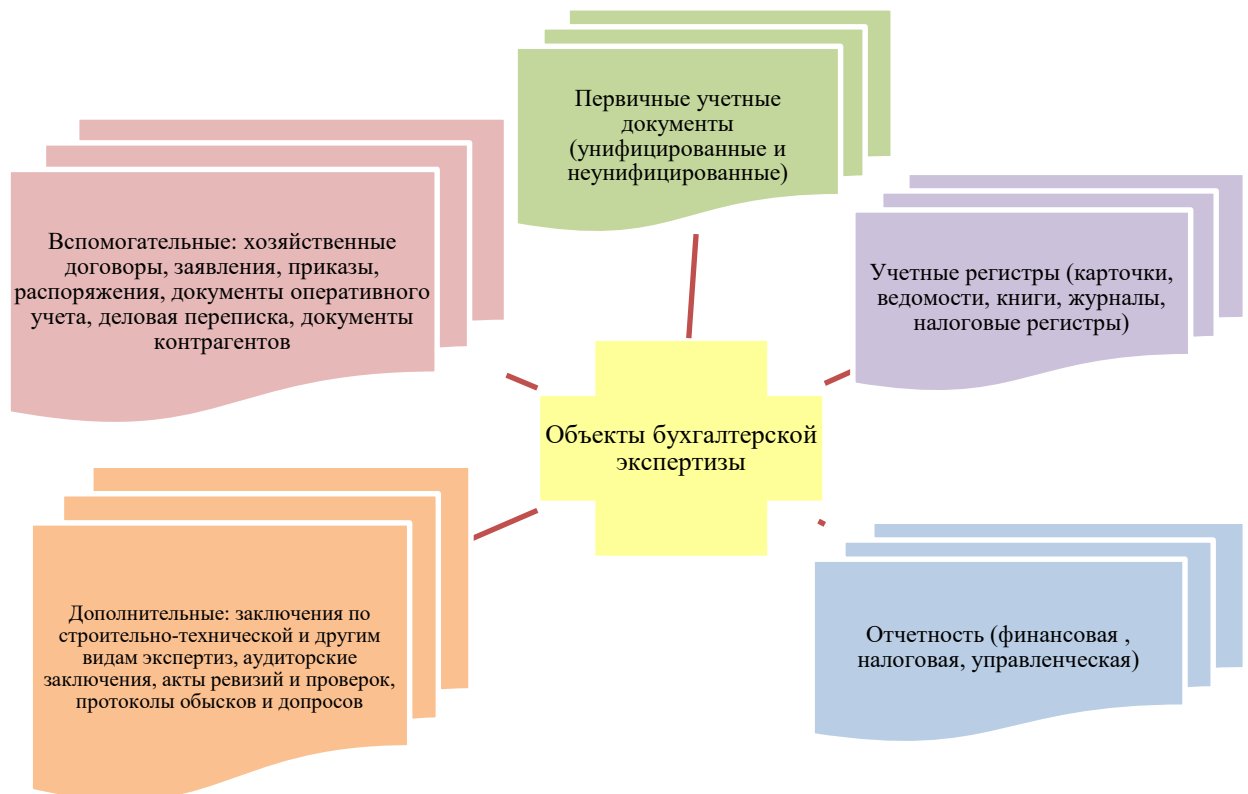 Первичные учетные
документы
(унифицированные и
неунифицированные)
Вспомогательные: хозяйственные
договоры, заявления, приказы,
распоряжения, документы оперативного
учета, деловая переписка, документы
контрагентов
Учетные регистры (карточки,
ведомости, книги, журналы,
налоговые регистры)
Объекты бухгалтерской
экспертизы
Дополнительные: заключения по
строительно-технической и другим
видам экспертиз, аудиторские
заключения, акты ревизий и проверок,
протоколы обысков и допросов
Отчетность (финансовая ,
налоговая, управленческая)